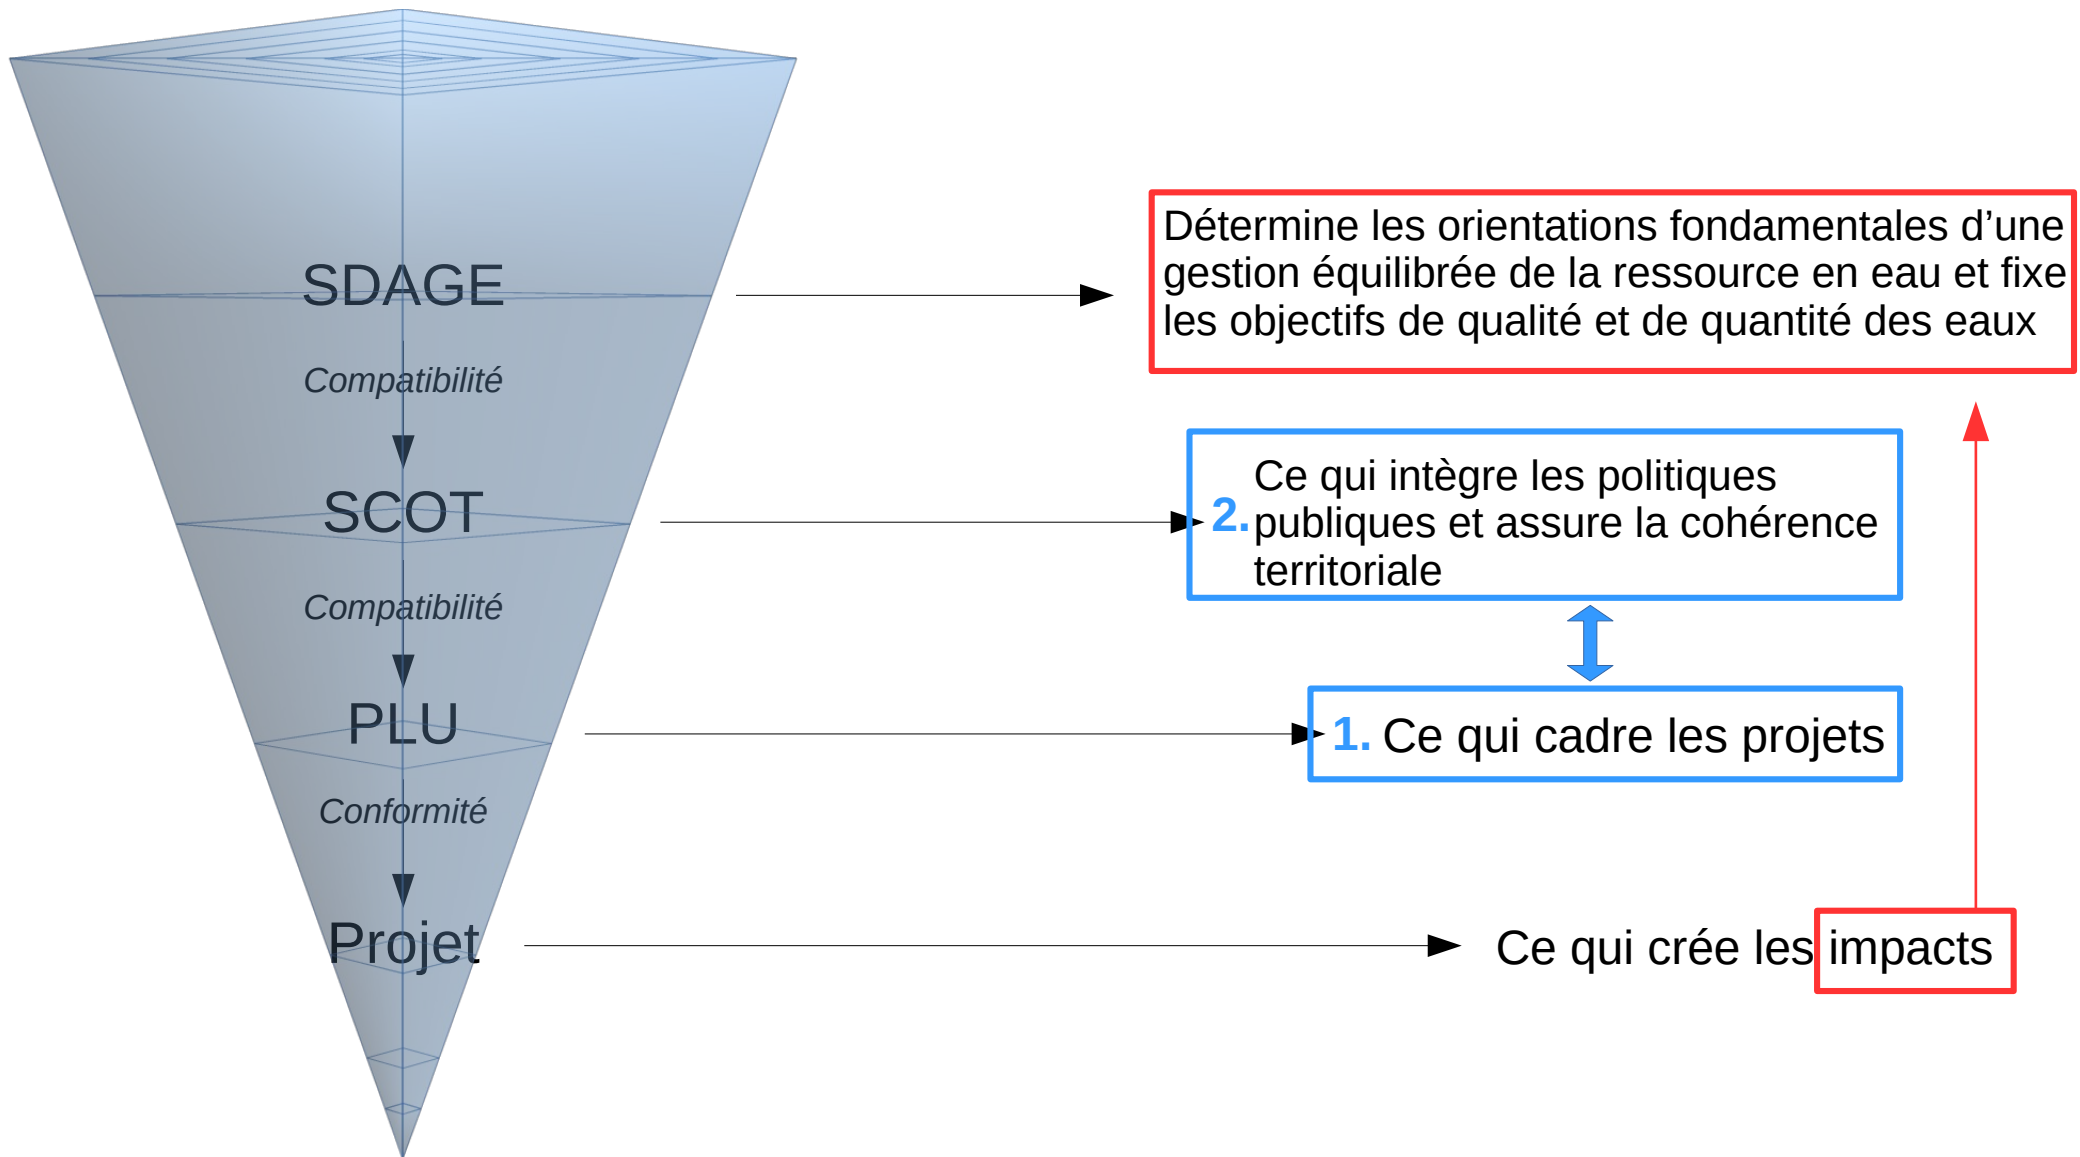 SDAGE
Compatibilité
SCOT
Compatibilité
PLU
Conformité
Projet
Détermine les orientations fondamentales d’une
gestion équilibrée de la ressource en eau et fixe
les objectifs de qualité et de quantité des eaux
2.
Ce qui intègre les politiques
publiques et assure la cohérence
territoriale
1. Ce qui cadre les projets
Ce qui crée les impacts